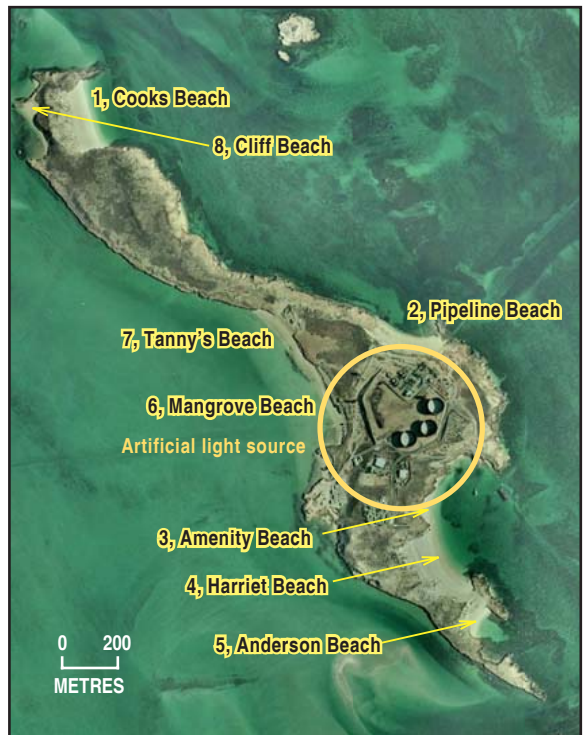 1, Cooks Beach
8, Cliff Beach
2, Pipeline Beach
7, Tanny's Beach
6, Mangrove Beach
Artificial light source
3, Amenity Beach
4, Harriet Beach
5, Anderson Beach
0 200
METRES